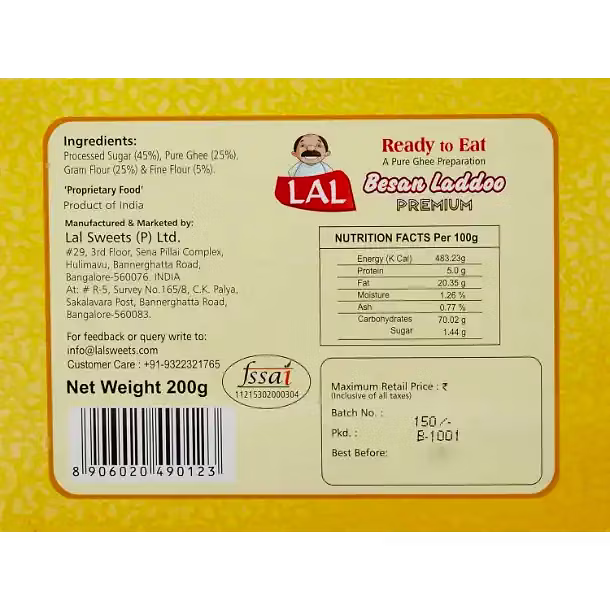 Ingredients:
Processed Sugar (45%), Pure Ghee (25%),
Gram Flour (25%) & Fine Flour (5%).
'Proprietary Food'
Product of India
Manufactured & Marketed by:
Lal Sweets (P) Ltd.
#29, 3rd Floor, Sena Pillai Complex,
Hulimavu, Bannerghatta Road,
Bangalore-560076. INDIA
At: # R-5, Survey No.165/8, C.K. Palya,
Sakalavara Post, Bannerghatta Road,
Bangalore-560083.
For feedback or query write to:
info@lalsweets.com
Customer Care : +91-9322321765
Net Weight 200g
fssai
11215302000304
8 906020 490123
LAL
Ready to Eat
A Pure Ghee Preparation
Besan Laddoo
PREMIUM
NUTRITION FACTS Per 100g
Energy (K Cal) 483.23g
Protein 5.0 g
Fat 20.35 g
Moisture 1.26 %
Ash 0.77 %
Carbohydrates 70.02 g
Sugar 1.44 g
Maximum Retail Price : ₹
(Inclusive of all taxes)
Batch No. :
150/-
Pkd. :
B-1001
Best Before: